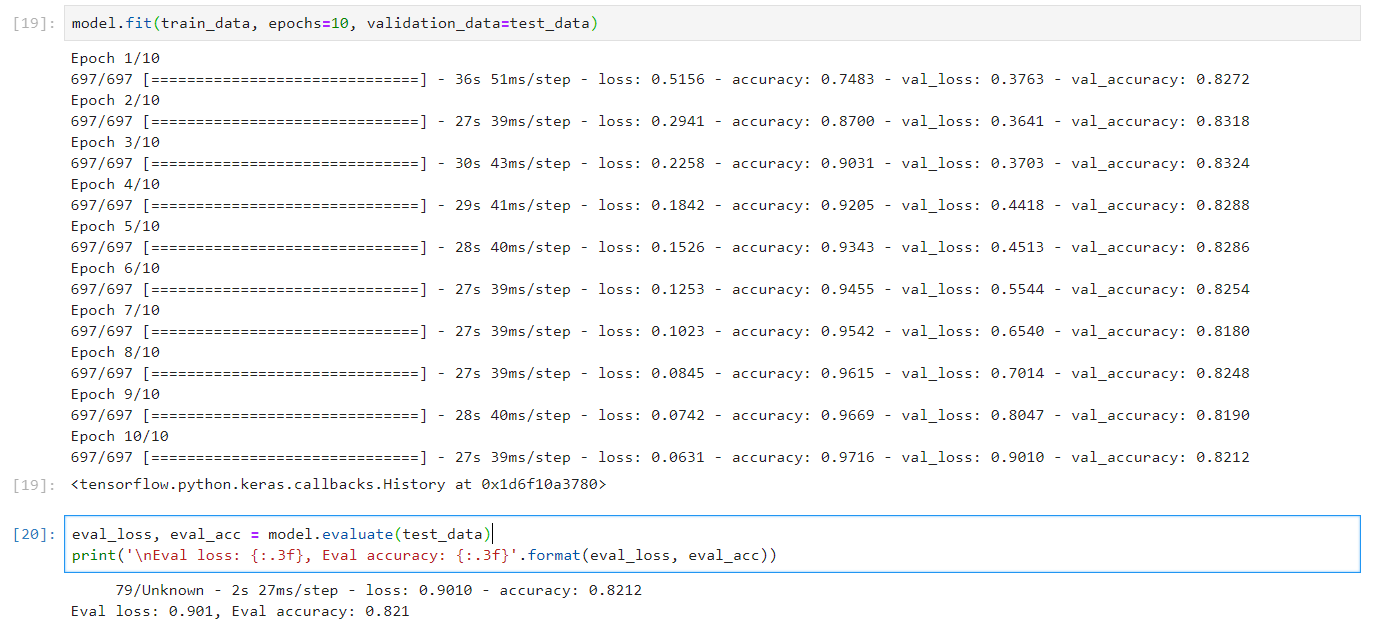 [19]: model.fit(train_data, epochs=10, validation_data=test_data)
Epoch 1/10
697/697 [==============================] - 36s 51ms/step - loss: 0.5156 - accuracy: 0.7483 - val_loss: 0.3763 - val_accuracy: 0.8272
Epoch 2/10
697/697 [==============================] - 27s 39ms/step - loss: 0.2941 - accuracy: 0.8700 - val_loss: 0.3641 - val_accuracy: 0.8318
Epoch 3/10
697/697 [==============================] - 30s 43ms/step - loss: 0.2258 - accuracy: 0.9031 - val_loss: 0.3703 - val_accuracy: 0.8324
Epoch 4/10
697/697 [==============================] - 29s 41ms/step - loss: 0.1842 - accuracy: 0.9205 - val_loss: 0.4418 - val_accuracy: 0.8288
Epoch 5/10
697/697 [==============================] - 28s 40ms/step - loss: 0.1526 - accuracy: 0.9343 - val_loss: 0.4513 - val_accuracy: 0.8286
Epoch 6/10
697/697 [==============================] - 27s 39ms/step - loss: 0.1253 - accuracy: 0.9455 - val_loss: 0.5544 - val_accuracy: 0.8254
Epoch 7/10
697/697 [==============================] - 27s 39ms/step - loss: 0.1023 - accuracy: 0.9542 - val_loss: 0.6540 - val_accuracy: 0.8180
Epoch 8/10
697/697 [==============================] - 27s 39ms/step - loss: 0.0845 - accuracy: 0.9615 - val_loss: 0.7014 - val_accuracy: 0.8248
Epoch 9/10
697/697 [==============================] - 28s 40ms/step - loss: 0.0742 - accuracy: 0.9669 - val_loss: 0.8047 - val_accuracy: 0.8190
Epoch 10/10
697/697 [==============================] - 27s 39ms/step - loss: 0.0631 - accuracy: 0.9716 - val_loss: 0.9010 - val_accuracy: 0.8212
[19]: <tensorflow.python.keras.callbacks.History at 0x1d6f10a3780>
[20]: eval_loss, eval_acc = model.evaluate(test_data)
print('\nEval loss: {:.3f}, Eval accuracy: {:.3f}'.format(eval_loss, eval_acc))
79/Unknown - 2s 27ms/step - loss: 0.9010 - accuracy: 0.8212
Eval loss: 0.901, Eval accuracy: 0.821